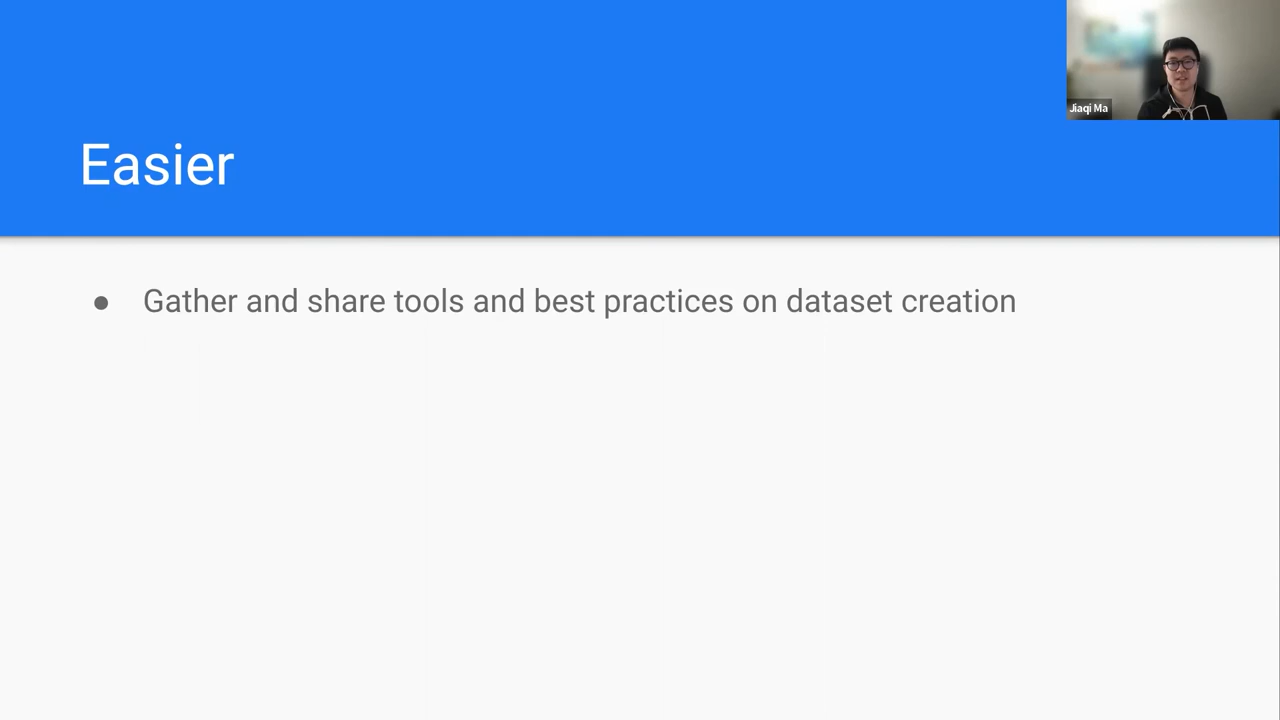 Jiaqi Ma
Easier
● Gather and share tools and best practices on dataset creation